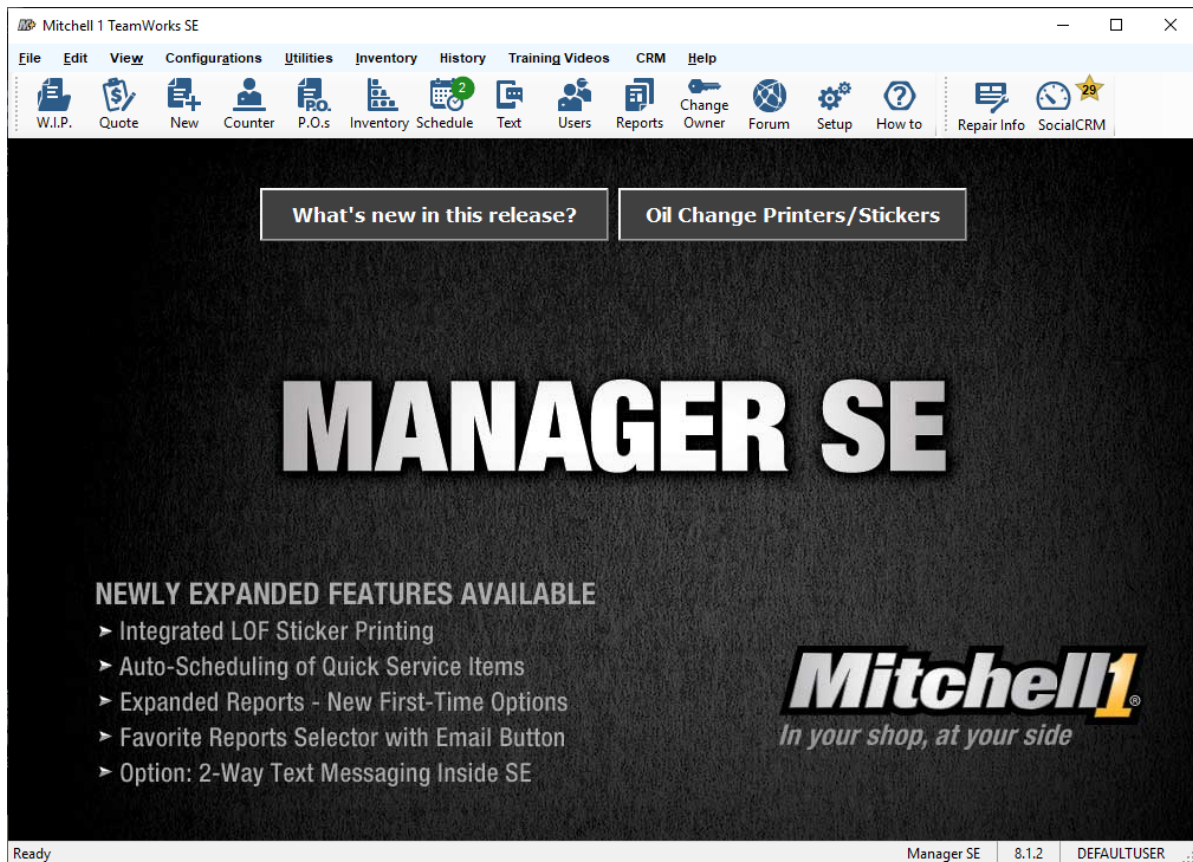 Mitchell 1 TeamWorks SE
File Edit View Configurations Utilities Inventory History Training Videos CRM Help
2
29
W.I.P. Quote New Counter P.O.s Inventory Schedule Text Users Reports Change Owner Forum Setup How to Repair Info SocialCRM
P.O.
What's new in this release? Oil Change Printers/Stickers
MANAGER SE
NEWLY EXPANDED FEATURES AVAILABLE
➤ Integrated LOF Sticker Printing
➤ Auto-Scheduling of Quick Service Items
➤ Expanded Reports - New First-Time Options
➤ Favorite Reports Selector with Email Button
➤ Option: 2-Way Text Messaging Inside SE
Mitchell1®
In your shop, at your side
Ready Manager SE 8.1.2 DEFAULTUSER